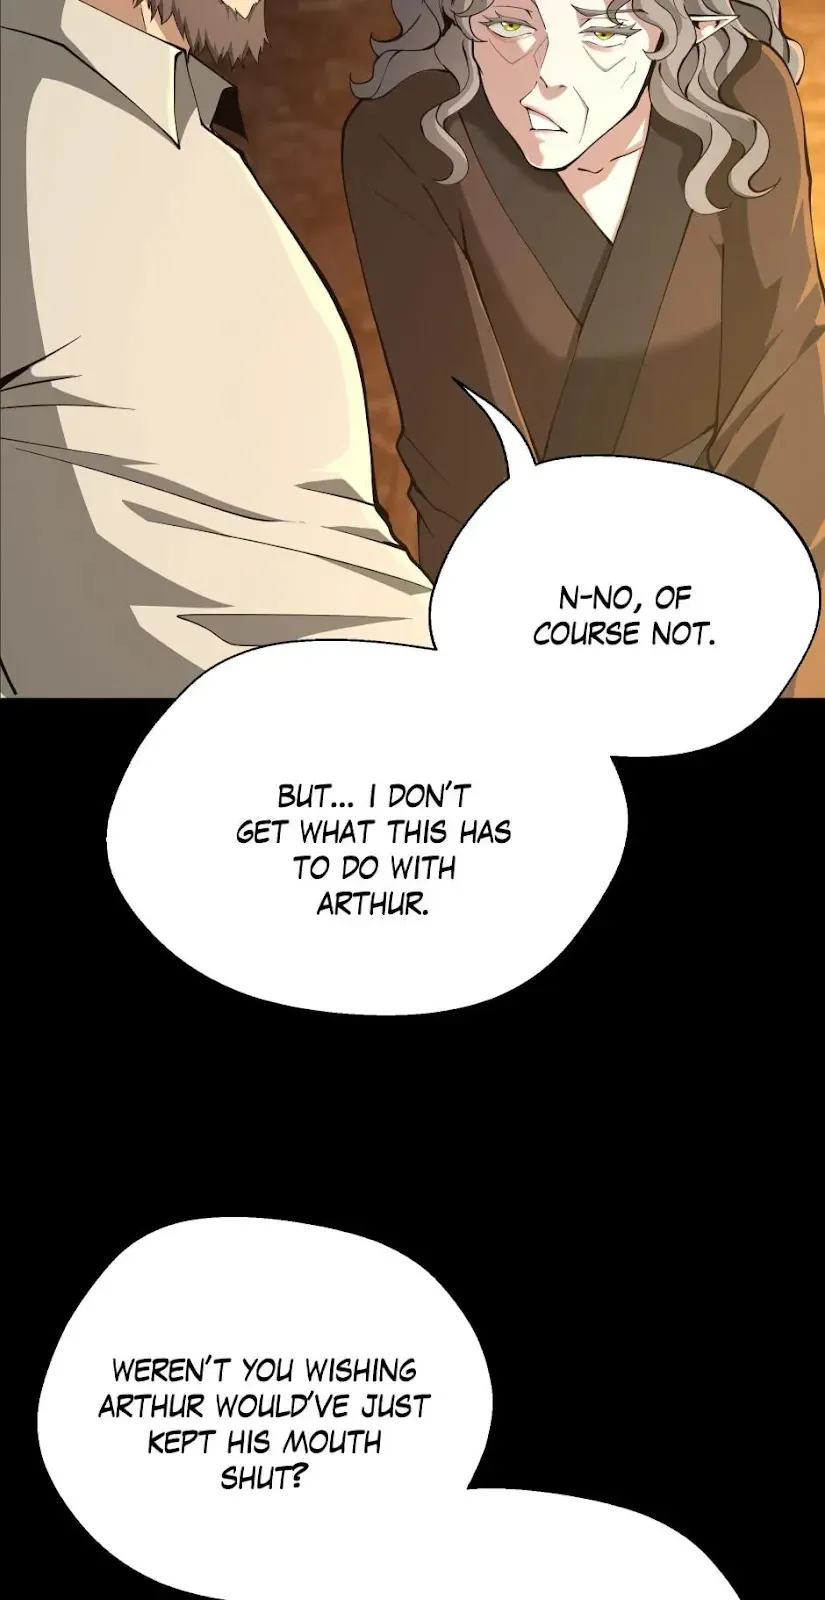 N-NO, OF
COURSE NOT.
BUT... I DON'T
GET WHAT THIS HAS
TO DO WITH
ARTHUR.
WEREN'T YOU WISHING
ARTHUR WOULD'VE JUST
KEPT HIS MOUTH
SHUT?